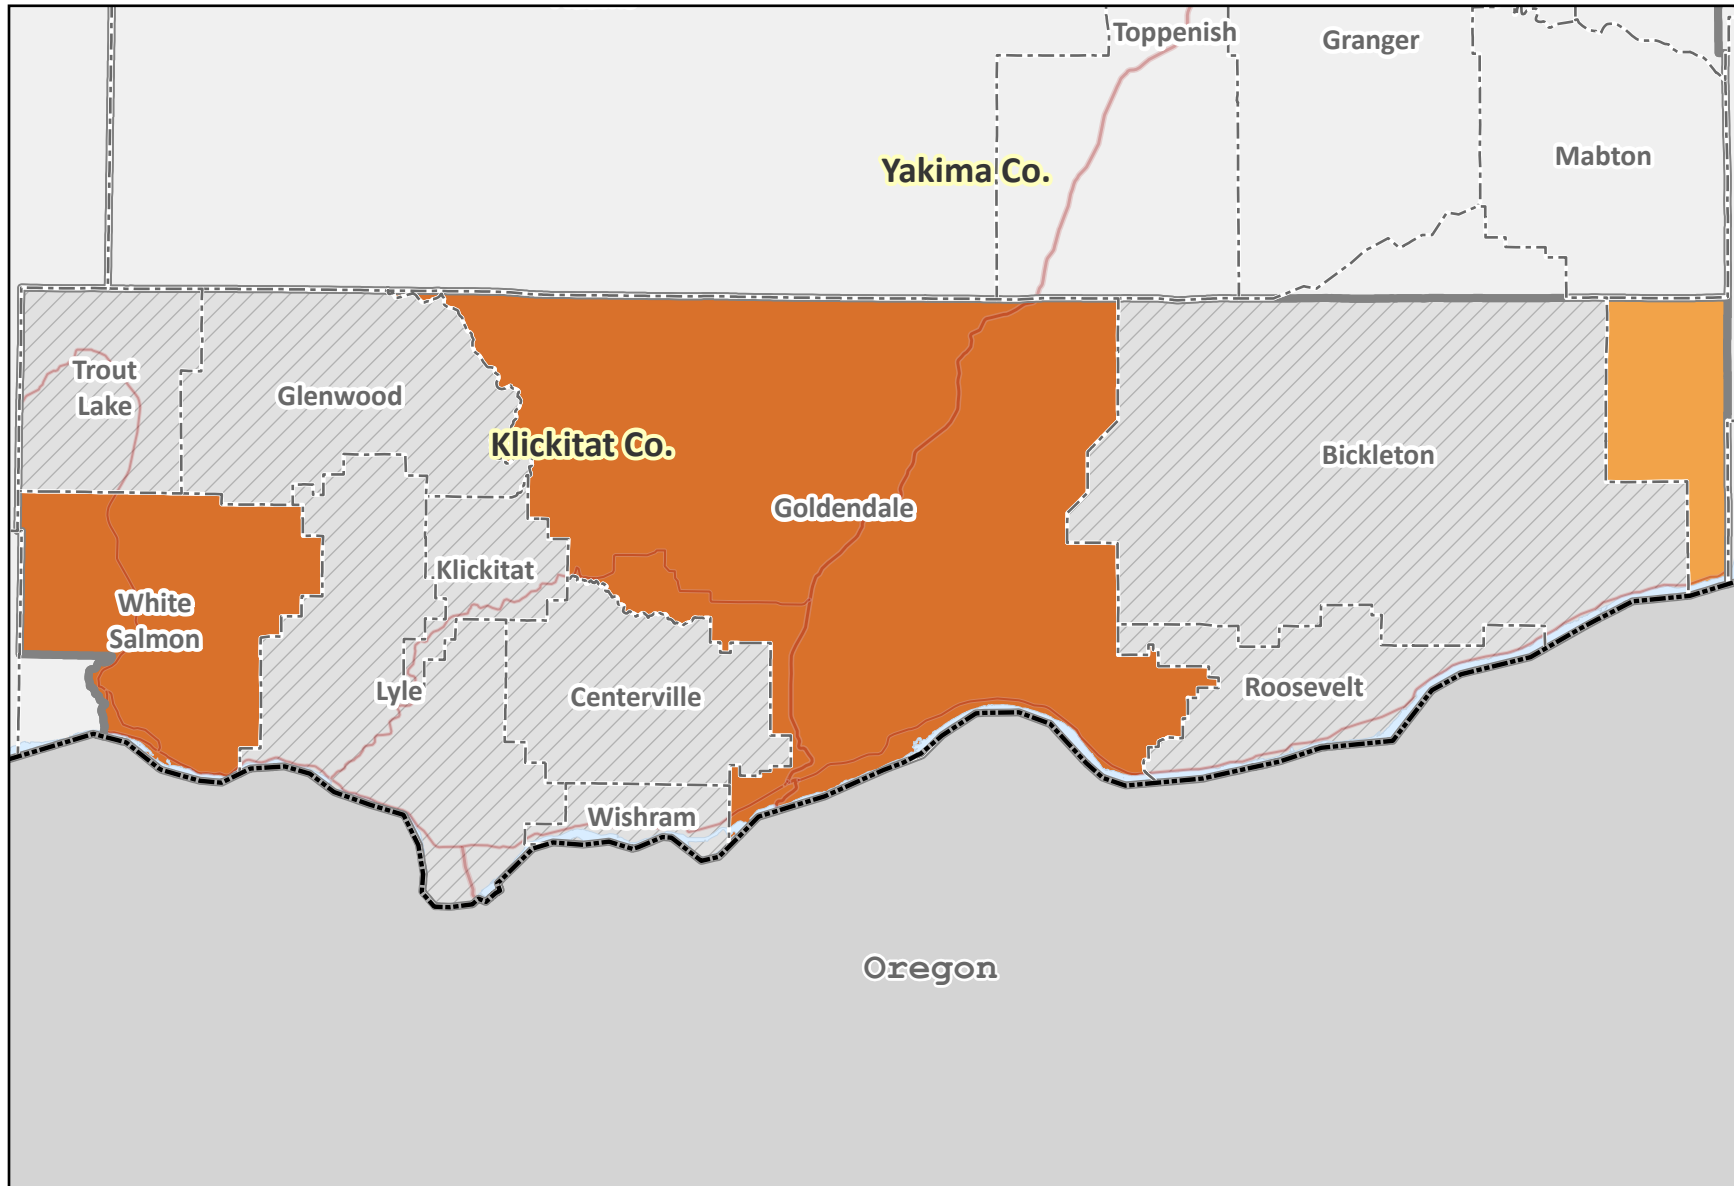 Toppenish
Granger
Mabton
Yakima Co.
Trout
Lake
Glenwood
Klickitat Co.
Bickleton
Goldendale
Klickitat
White
Salmon
Lyle
Centerville
Roosevelt
Wishram
Oregon